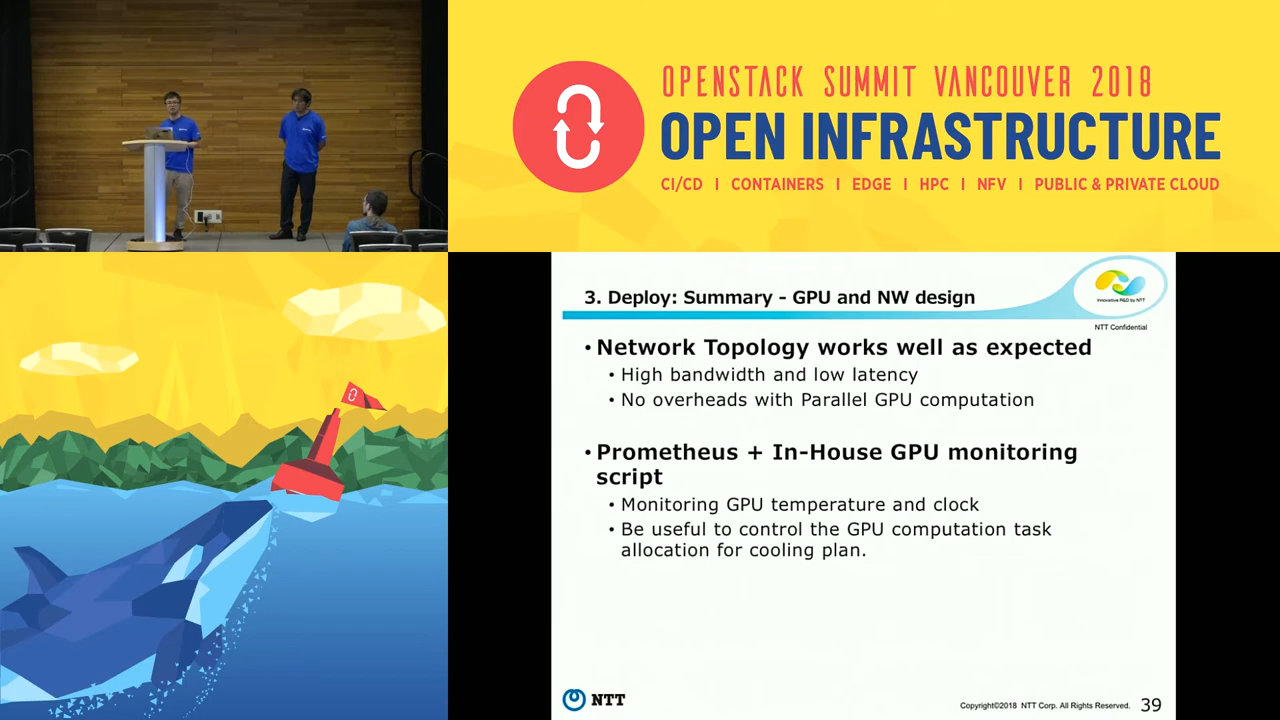 OPENSTACK SUMMIT VANCOUVER 2018
OPEN INFRASTRUCTURE
CI/CD I CONTAINERS I EDGE I HPC I NFV I PUBLIC & PRIVATE CLOUD
3. Deploy: Summary - GPU and NW design
Innovative R&D by NTT
NTT Confidential
• Network Topology works well as expected
• High bandwidth and low latency
• No overheads with Parallel GPU computation
• Prometheus + In-House GPU monitoring
script
• Monitoring GPU temperature and clock
• Be useful to control the GPU computation task
allocation for cooling plan.
NTT
Copyright©2018 NTT Corp. All Rights Reserved. 39